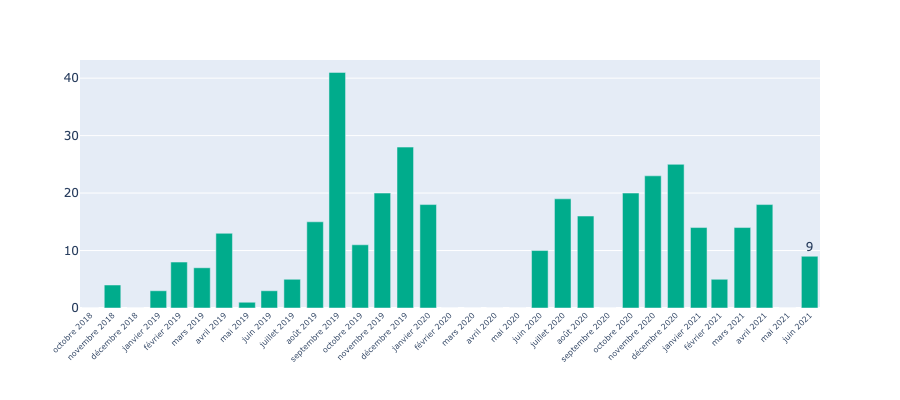 40
30
20
10
0
9
octobre 2018
novembre 2018
décembre 2018
janvier 2019
février 2019
mars 2019
avril 2019
mai 2019
juin 2019
juillet 2019
août 2019
septembre 2019
octobre 2019
novembre 2019
décembre 2019
janvier 2020
février 2020
mars 2020
avril 2020
mai 2020
juin 2020
juillet 2020
août 2020
septembre 2020
octobre 2020
novembre 2020
décembre 2020
janvier 2021
février 2021
mars 2021
avril 2021
mai 2021
juin 2021